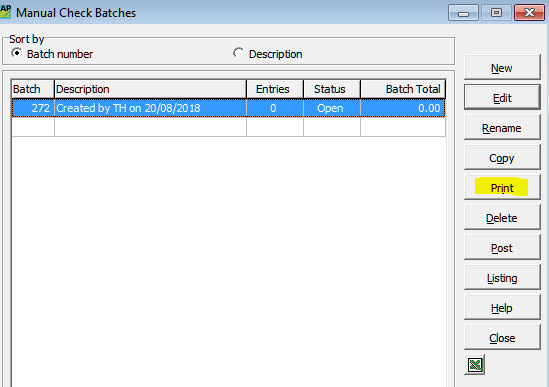 AP Manual Check Batches
Sort by
Batch number Description
Batch Description Entries Status Batch Total
272 Created by TH on 20/08/2018 0 Open 0.00
New
Edit
Rename
Copy
Print
Delete
Post
Listing
Help
Close